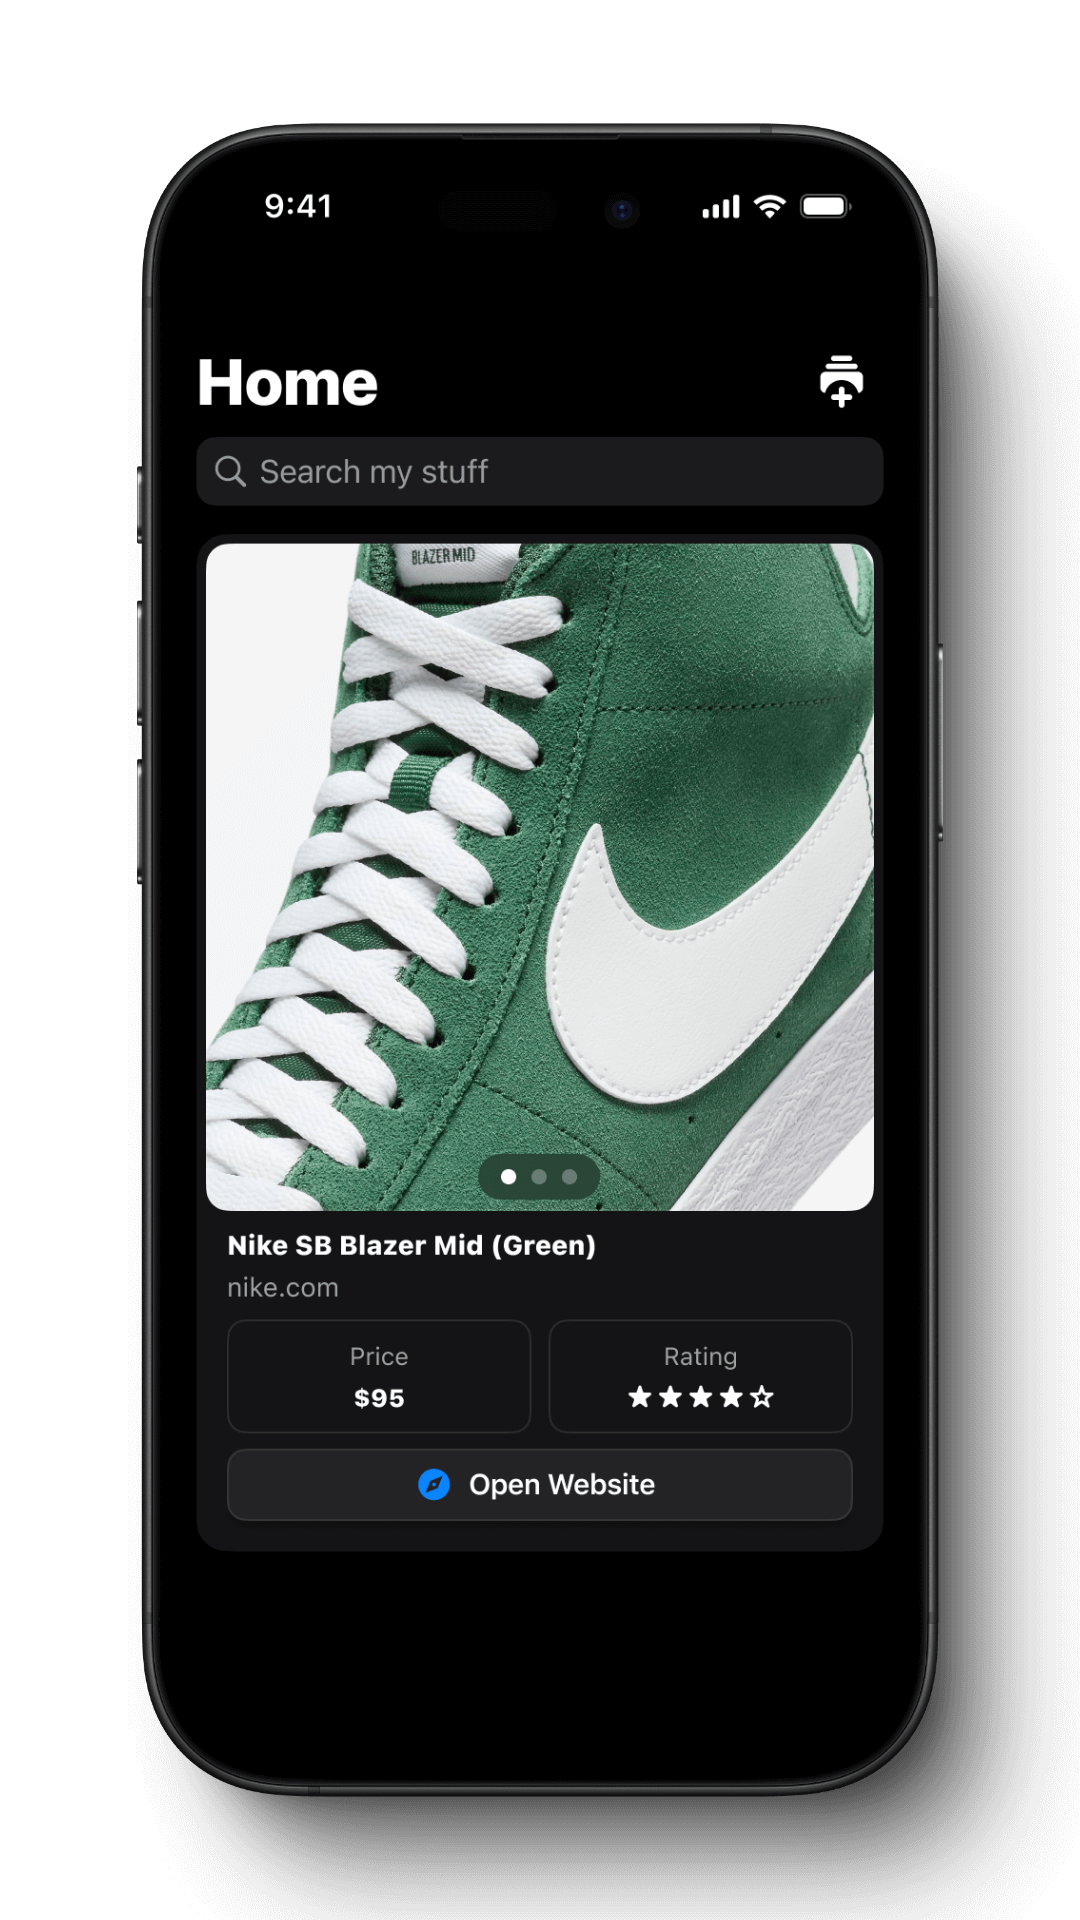 9:41
Home
Search my stuff
BLAZER MID
Nike SB Blazer Mid (Green)
nike.com
Price
Rating
$95
Open Website